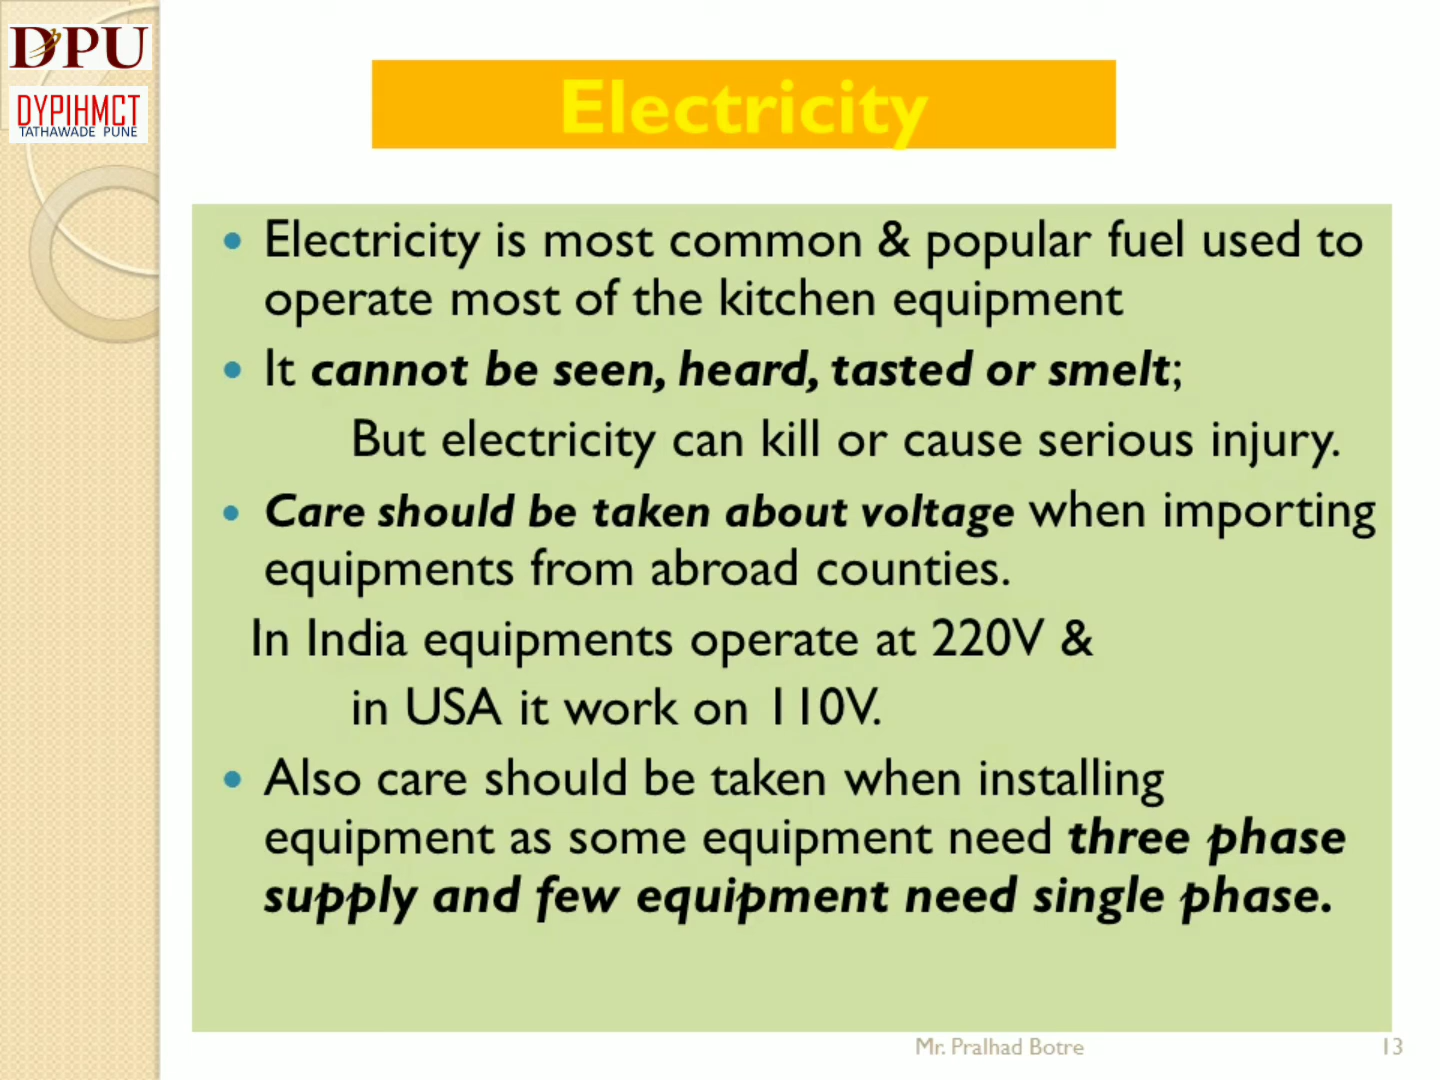 DPU
DYPIHMCT
TATHAWADE PUNE
Electricity
• Electricity is most common & popular fuel used to
operate most of the kitchen equipment
• It cannot be seen, heard, tasted or smelt;
But electricity can kill or cause serious injury.
• Care should be taken about voltage when importing
equipments from abroad counties.
In India equipments operate at 220V &
in USA it work on 110V.
• Also care should be taken when installing
equipment as some equipment need three phase
supply and few equipment need single phase.
Mr. Pralhad Botre 13